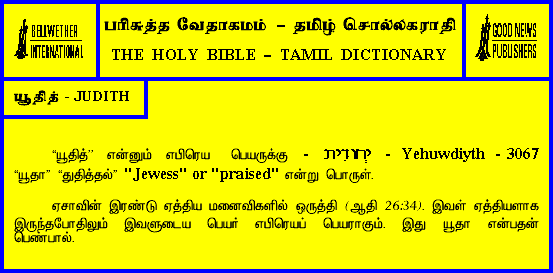 BELLWETHER
INTERNATIONAL
பரிசுத்த வேதாகமம் – தமிழ் சொல்லகராதி
THE HOLY BIBLE – TAMIL DICTIONARY
GOOD NEWS
PUBLISHERS
யூதித் - JUDITH
“யூதித்” என்னும் எபிரெய பெயருக்கு - יְהוּדִית - Yehuwdiyth - 3067
“யூதா” “துதித்தல்” "Jewess" or "praised" என்று பொருள்.
ஏசாவின் இரண்டு ஏத்திய மனைவிகளில் ஒருத்தி (ஆதி 26:34). இவள் ஏத்தியளாக
இருந்தபோதிலும் இவளுடைய பெயர் எபிரெயப் பெயராகும். இது யூதா என்பதன்
பெண்பால்.